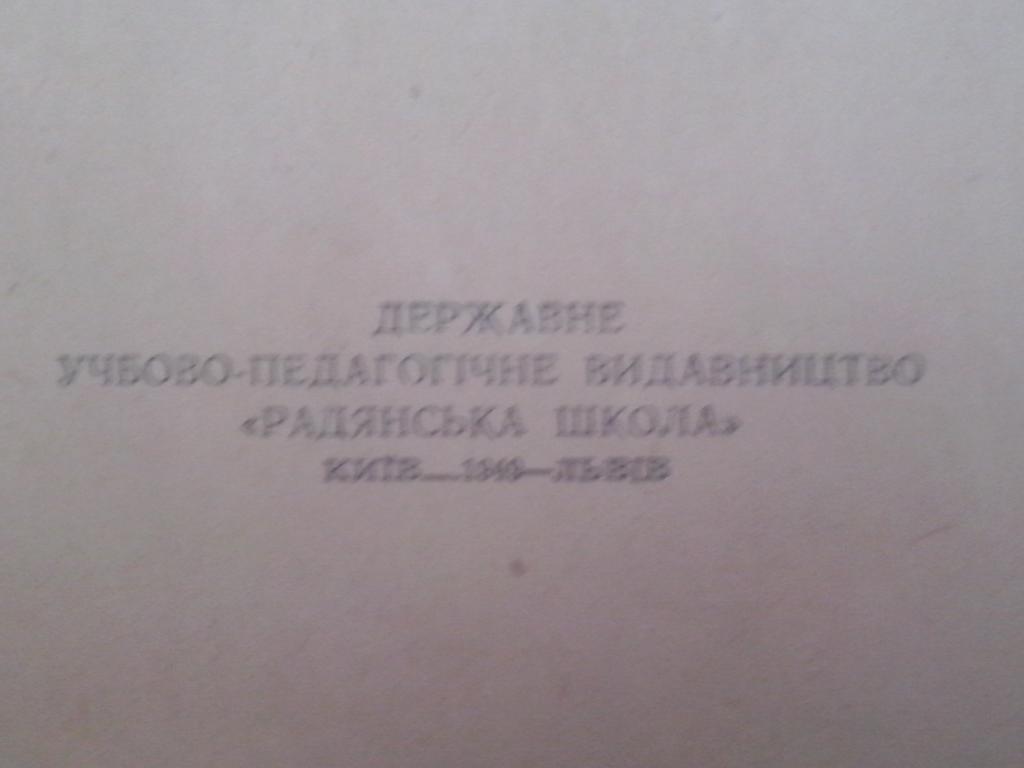 ДЕРЖАВНЕ
УЧБОВО-ПЕДАГОГІЧНЕ ВИДАВНИЦТВО
«РАДЯНСЬКА ШКОЛА»
КИЇВ — ЛЬВІВ